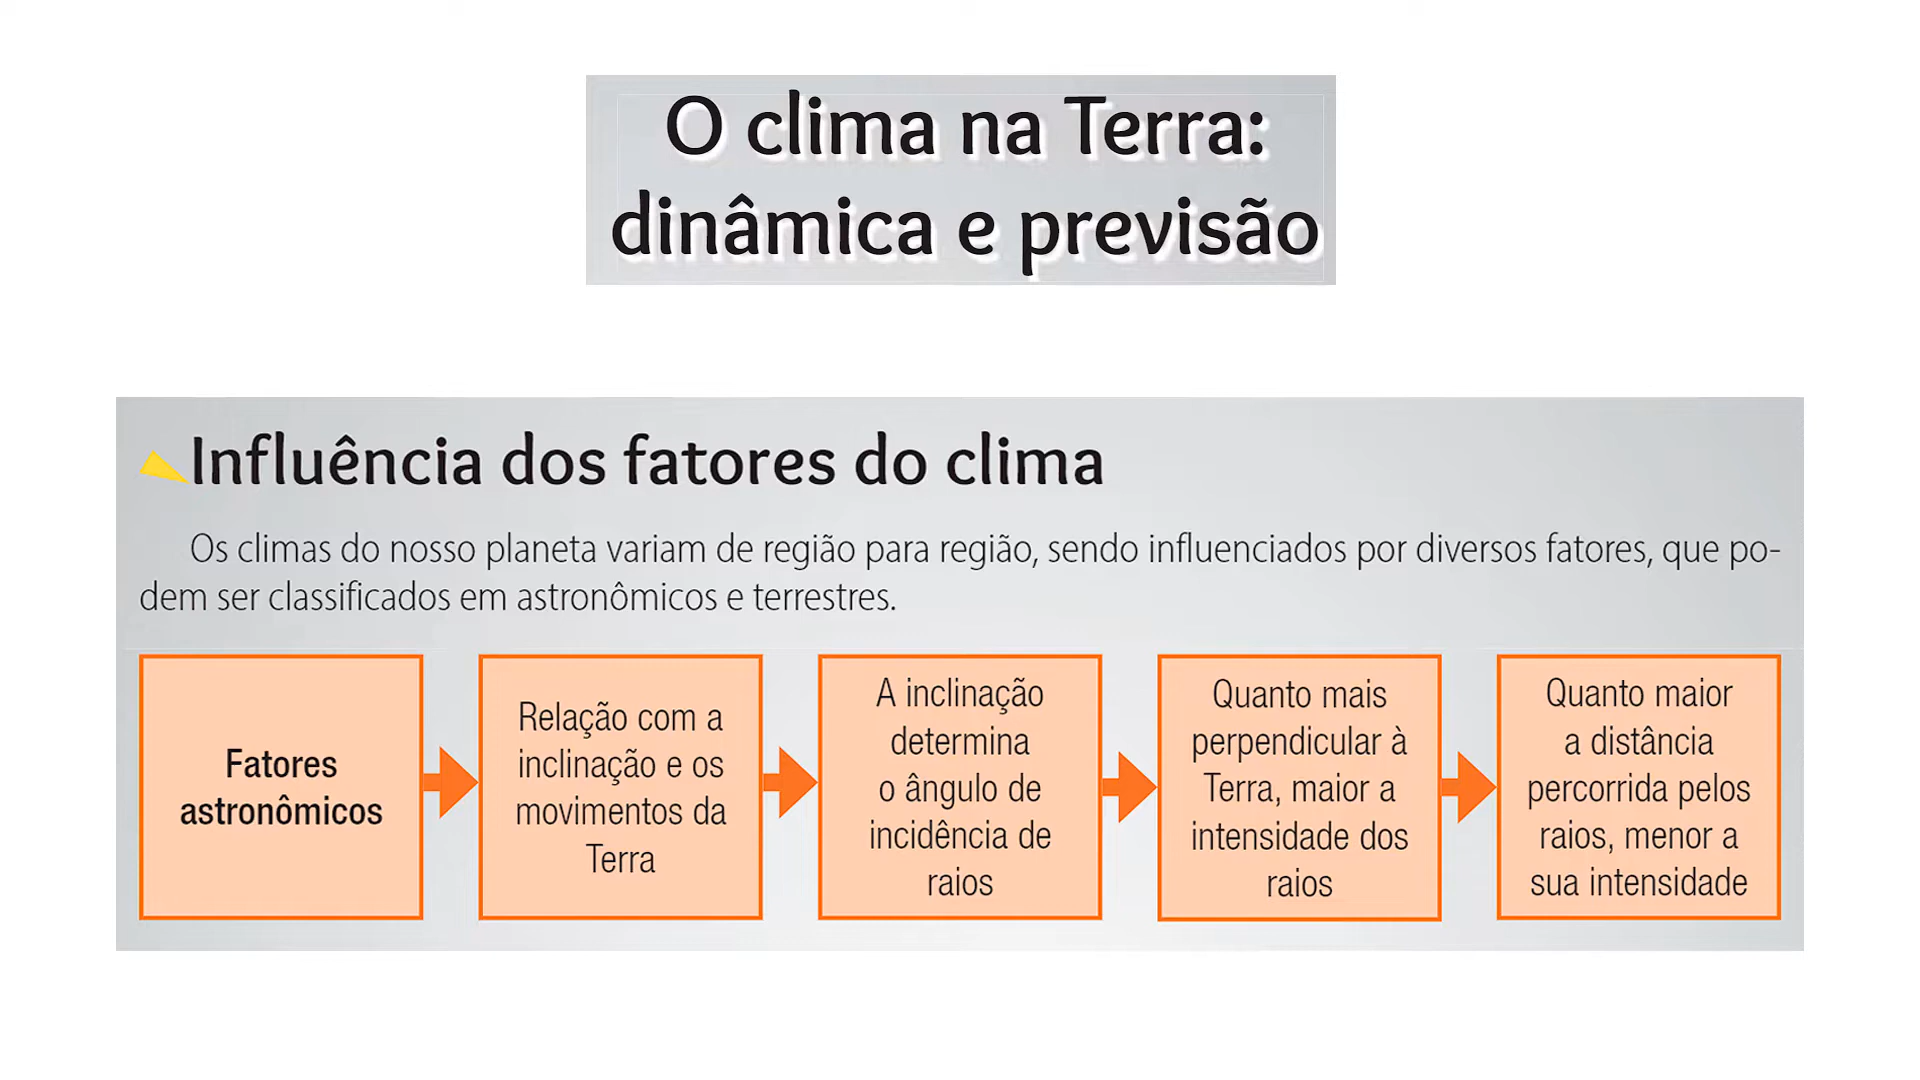 O clima na Terra:
dinâmica e previsão
Influência dos fatores do clima
Os climas do nosso planeta variam de região para região, sendo influenciados por diversos fatores, que po-
dem ser classificados em astronômicos e terrestres.
Fatores
astronômicos
Relação com a
inclinação e os
movimentos da
Terra
A inclinação
determina
o ângulo de
incidência de
raios
Quanto mais
perpendicular à
Terra, maior a
intensidade dos
raios
Quanto maior
a distância
percorrida pelos
raios, menor a
sua intensidade